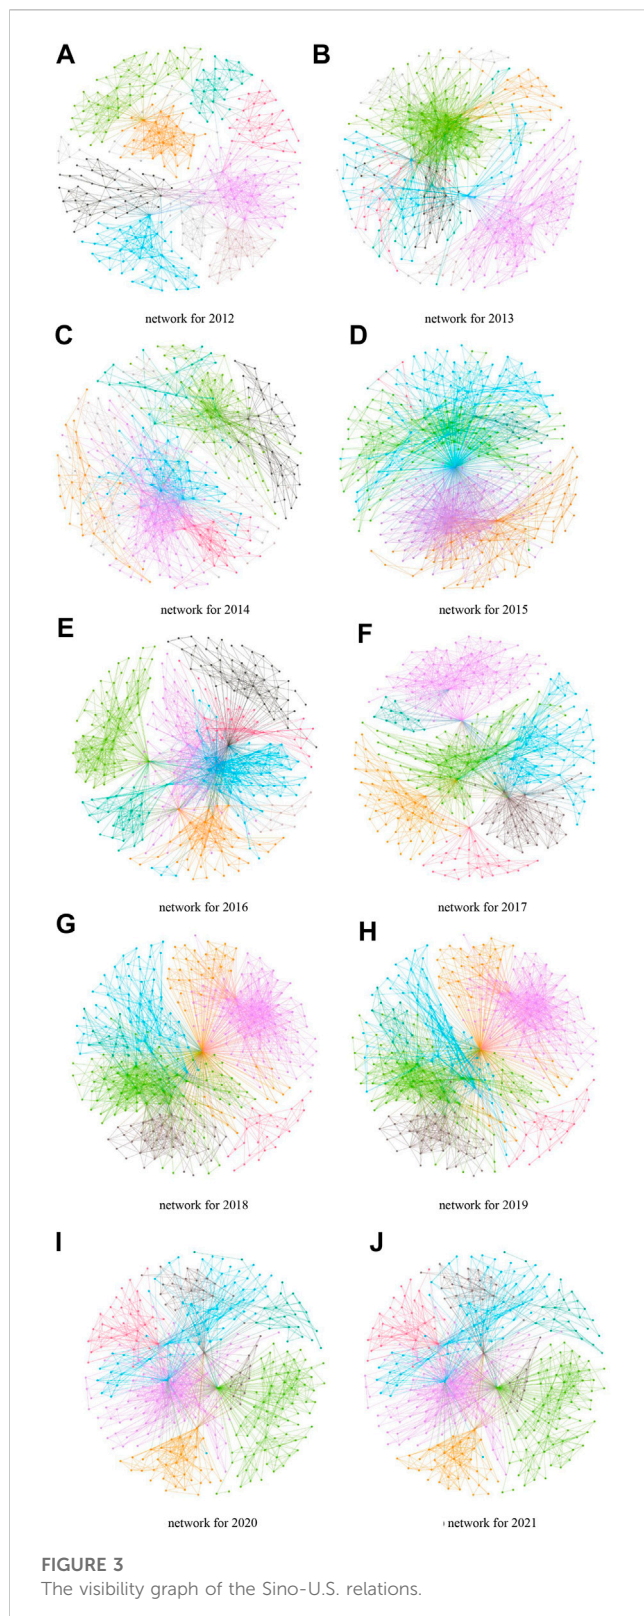 A
B
network for 2012
network for 2013
C
D
network for 2014
network for 2015
E
F
network for 2016
network for 2017
G
H
network for 2018
network for 2019
I
J
network for 2020
network for 2021
FIGURE 3
The visibility graph of the Sino-U.S. relations.